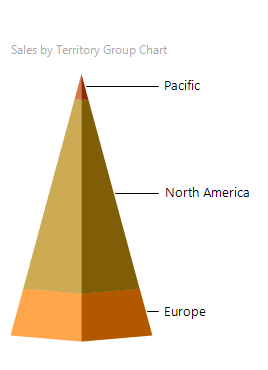 Sales by Territory Group Chart
Pacific
North America
Europe